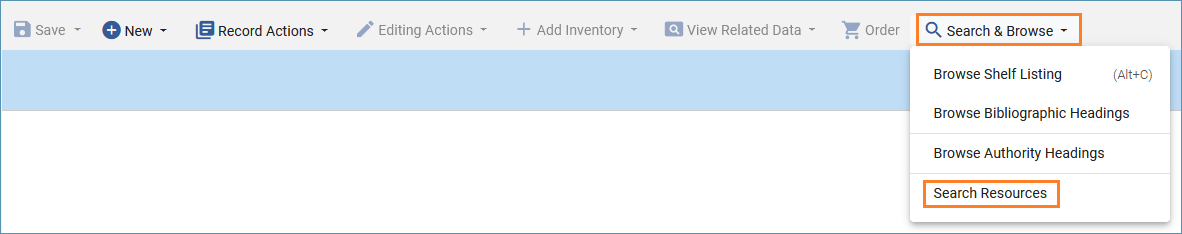 Save New Record Actions Editing Actions Add Inventory View Related Data Order Search & Browse
Browse Shelf Listing (Alt+C)
Browse Bibliographic Headings
Browse Authority Headings
Search Resources